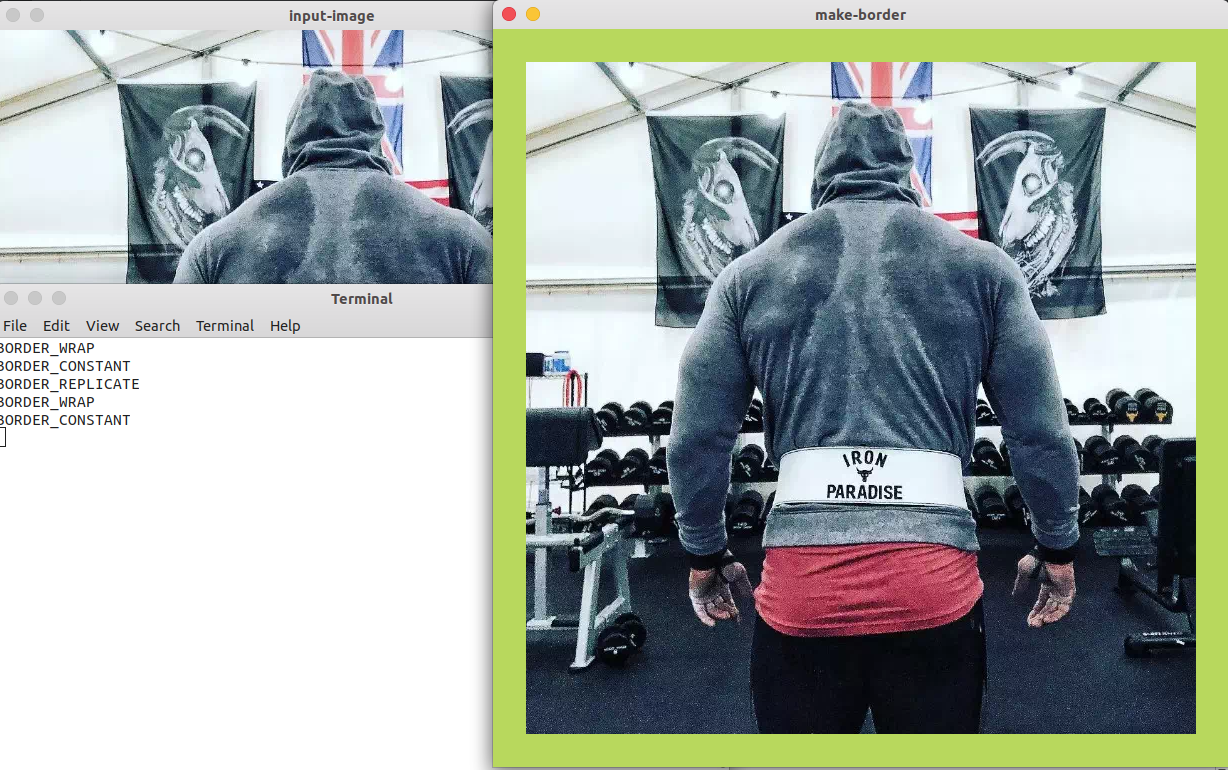 input-image
make-border
Terminal
File Edit View Search Terminal Help
BORDER_WRAP
BORDER_CONSTANT
BORDER_REPLICATE
BORDER_WRAP
BORDER_CONSTANT
IRON
PARADISE